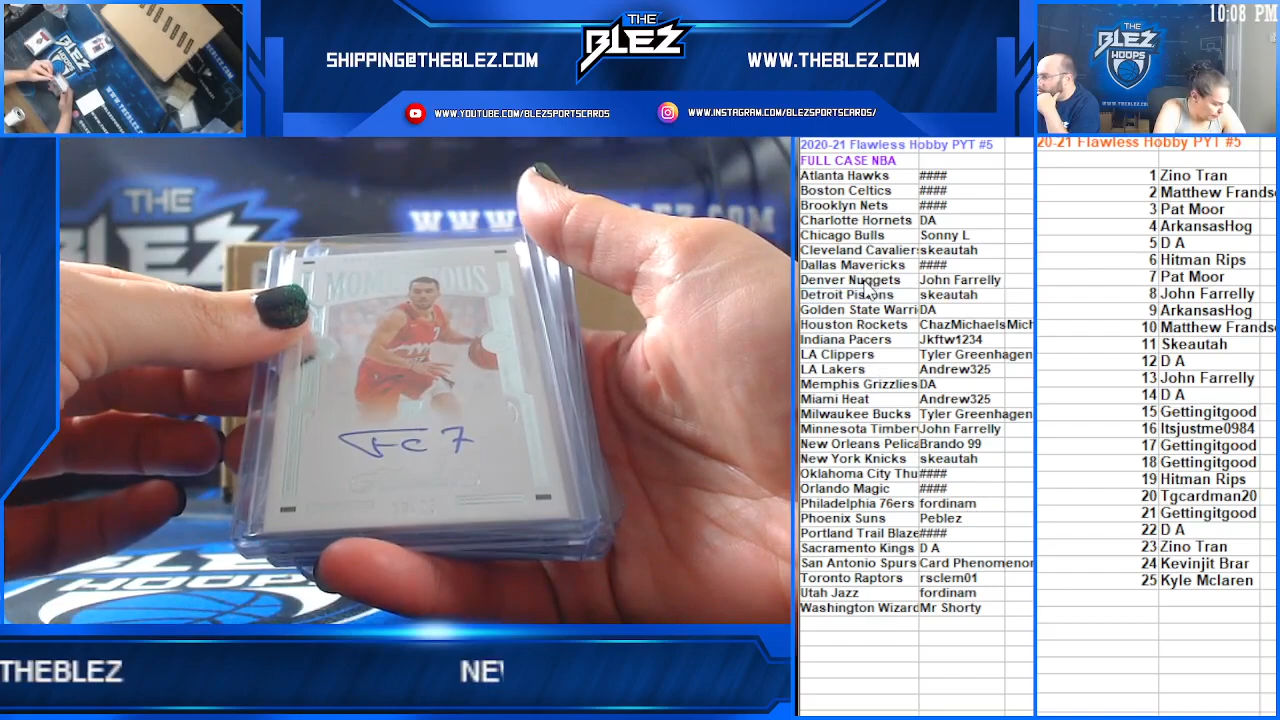 THE
BLEZ
SHIPPING@THEBLEZ.COM
WWW.THEBLEZ.COM
WWW.YOUTUBE.COM/BLEZSPORTSCARDS
WWW.INSTAGRAM.COM/BLEZSPORTSCARDS/
10:08 PM
THE
BLEZ
HOOPS
THE
WWW
.COM
FC 7
BLEZ
HOOPS
THEBLEZ
NEW
2020-21 Flawless Hobby PYT #5
FULL CASE NBA
Atlanta Hawks ####
Boston Celtics ####
Brooklyn Nets ####
Charlotte Hornets DA
Chicago Bulls Sonny L
Cleveland Cavaliers skeautah
Dallas Mavericks ####
Denver Nuggets John Farrelly
Detroit Pistons skeautah
Golden State Warri DA
Houston Rockets ChazMichaelsMich
Indiana Pacers Jkftw1234
LA Clippers Tyler Greenhagen
LA Lakers Andrew325
Memphis Grizzlies DA
Miami Heat Andrew325
Milwaukee Bucks Tyler Greenhagen
Minnesota Timber John Farrelly
New Orleans Pelica Brando 99
New York Knicks skeautah
Oklahoma City Thu ####
Orlando Magic ####
Philadelphia 76ers fordinam
Phoenix Suns Peblez
Portland Trail Blaze ####
Sacramento Kings D A
San Antonio Spurs Card Phenomenon
Toronto Raptors rsclem01
Utah Jazz fordinam
Washington Wizard Mr Shorty
20-21 Flawless Hobby PYT #5
1 Zino Tran
2 Matthew Frands
3 Pat Moor
4 ArkansasHog
5 D A
6 Hitman Rips
7 Pat Moor
8 John Farrelly
9 ArkansasHog
10 Matthew Frands
11 Skeautah
12 D A
13 John Farrelly
14 D A
15 Gettingitgood
16 Itsjustme0984
17 Gettingitgood
18 Gettingitgood
19 Hitman Rips
20 Tgcardman20
21 Gettingitgood
22 D A
23 Zino Tran
24 Kevinjit Brar
25 Kyle Mclaren